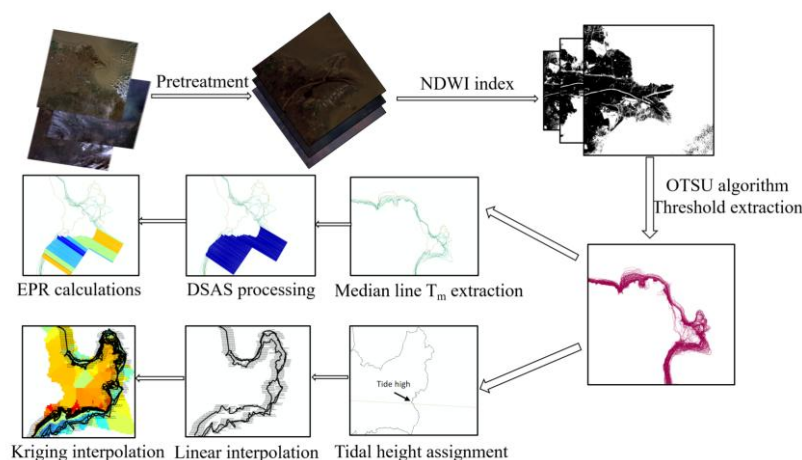 Pretreatment
NDWI index
OTSU algorithm
Threshold extraction
EPR calculations
DSAS processing
Median line Tm extraction
Tide high
Kriging interpolation
Linear interpolation
Tidal height assignment